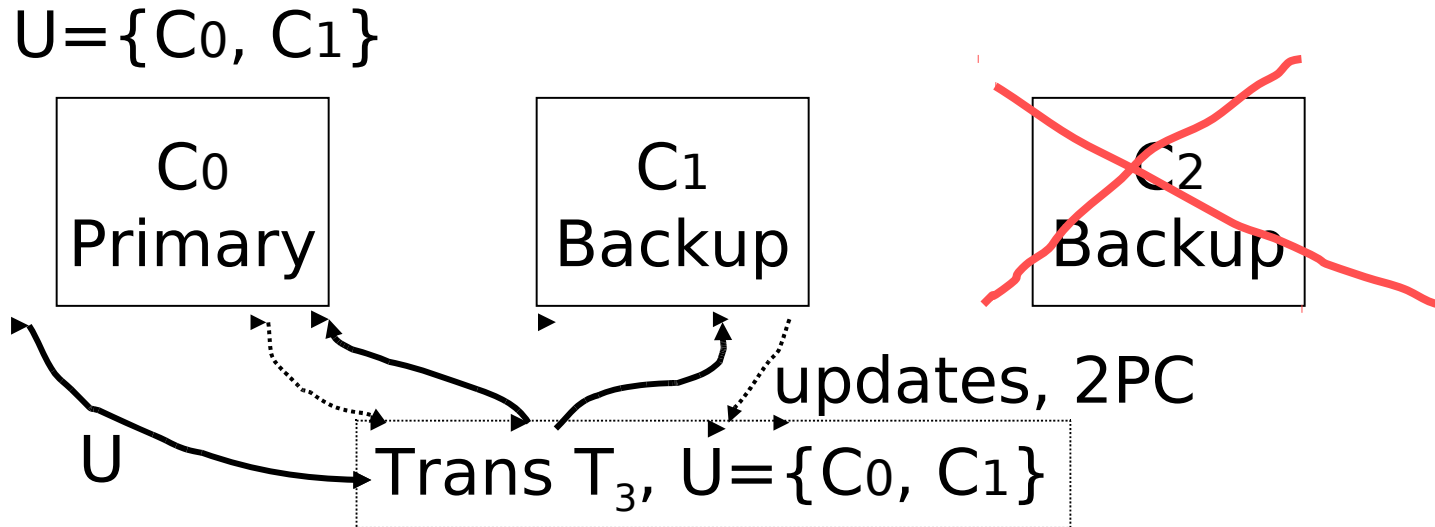 U={C0, C1}
C0
Primary
C1
Backup
C2
Backup
updates, 2PC
U
Trans T3, U={C0, C1}